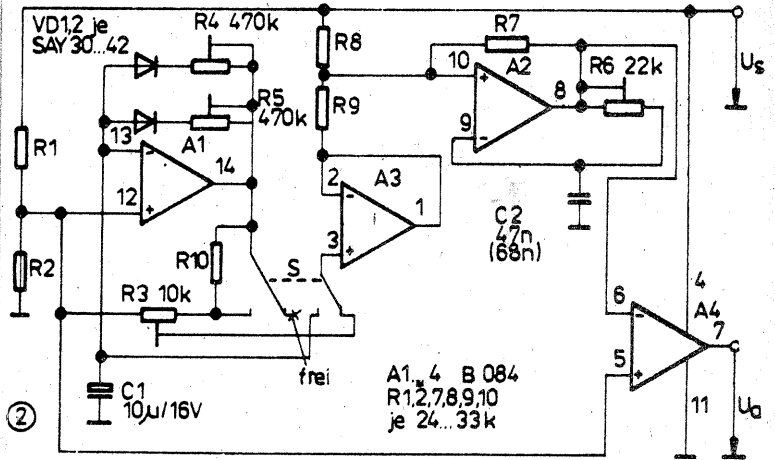 VD1,2 je
SAY 30...42
R4 470k
R5
470k
R8
R7
R9
10
+
A2
8
R6 22k
Us
9
-
13
A1
-
14
12
+
R1
R2
2
-
A3
1
3
+
C2
47n
(68n)
R10
S
R3 10k
frei
C1
10µ/16V
2
A1...4 B 084
R1,2,7,8,9,10
je 24...33k
6
-
4
A4
7
5
+
11
Ua